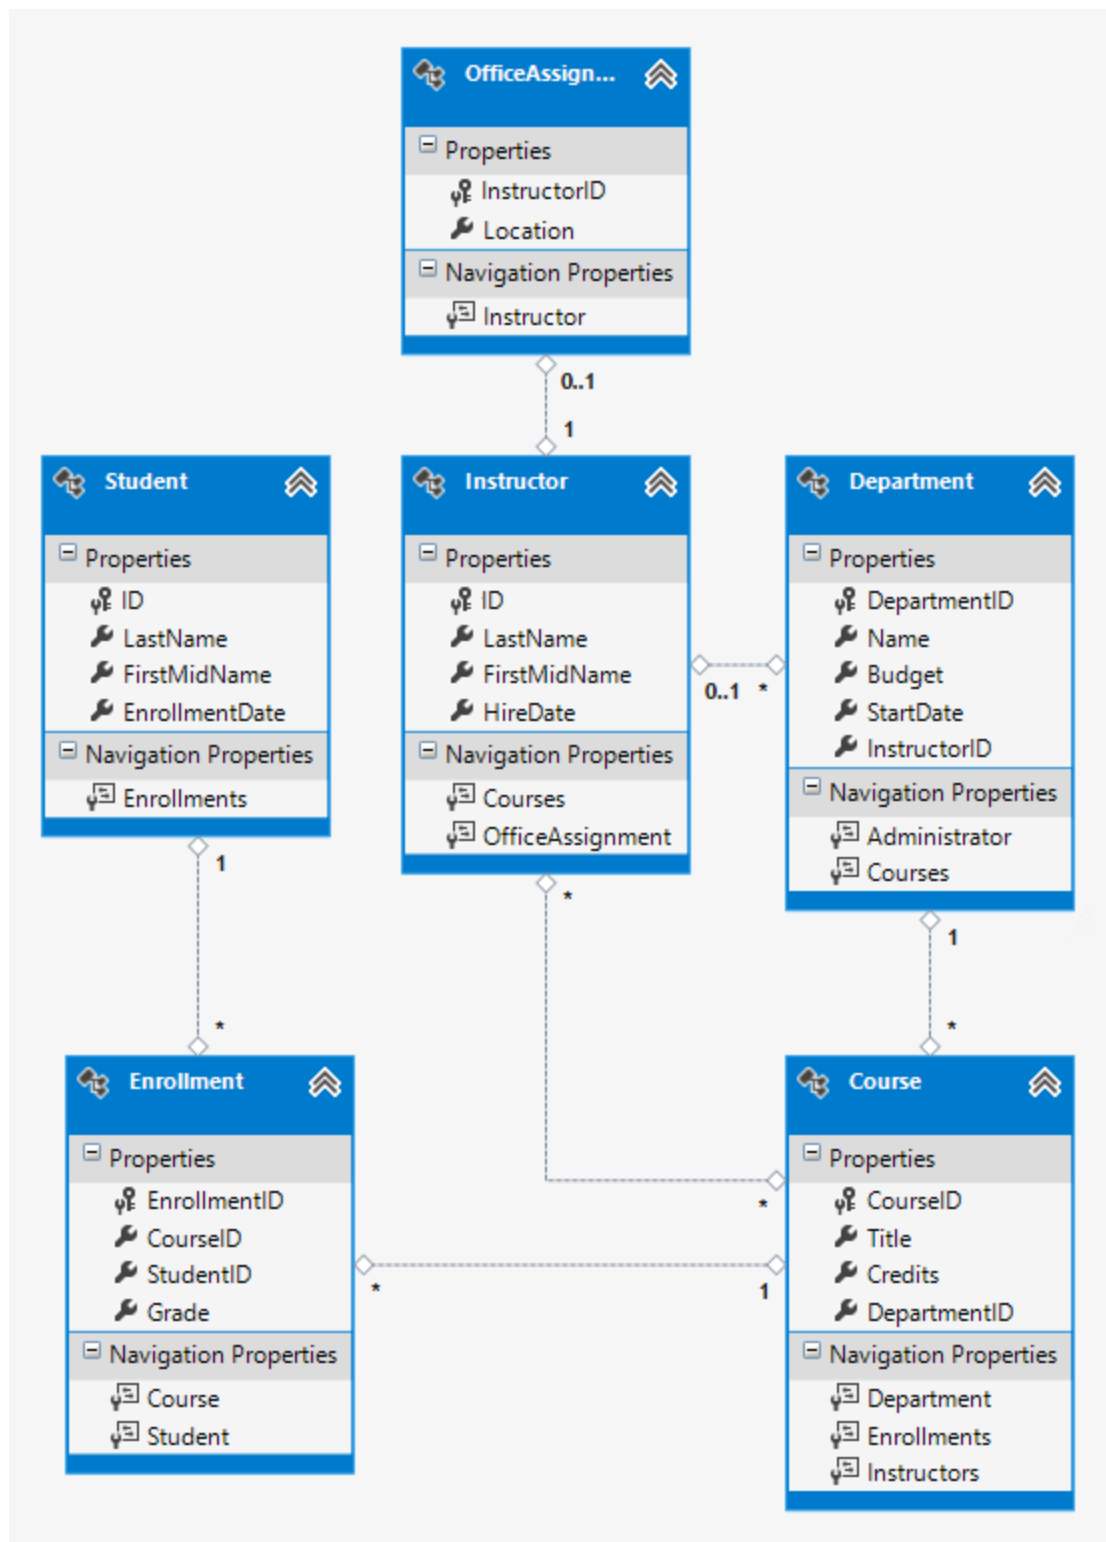 OfficeAssign...
Properties
InstructorID
Location
Navigation Properties
Instructor
0..1
1
Student
Properties
ID
LastName
FirstMidName
EnrollmentDate
Navigation Properties
Enrollments
1
*
Instructor
Properties
ID
LastName
FirstMidName
HireDate
Navigation Properties
Courses
OfficeAssignment
0..1 *
*
*
Department
Properties
DepartmentID
Name
Budget
StartDate
InstructorID
Navigation Properties
Administrator
Courses
1
*
Enrollment
Properties
EnrollmentID
CourseID
StudentID
Grade
Navigation Properties
Course
Student
* 1
Course
Properties
CourseID
Title
Credits
DepartmentID
Navigation Properties
Department
Enrollments
Instructors